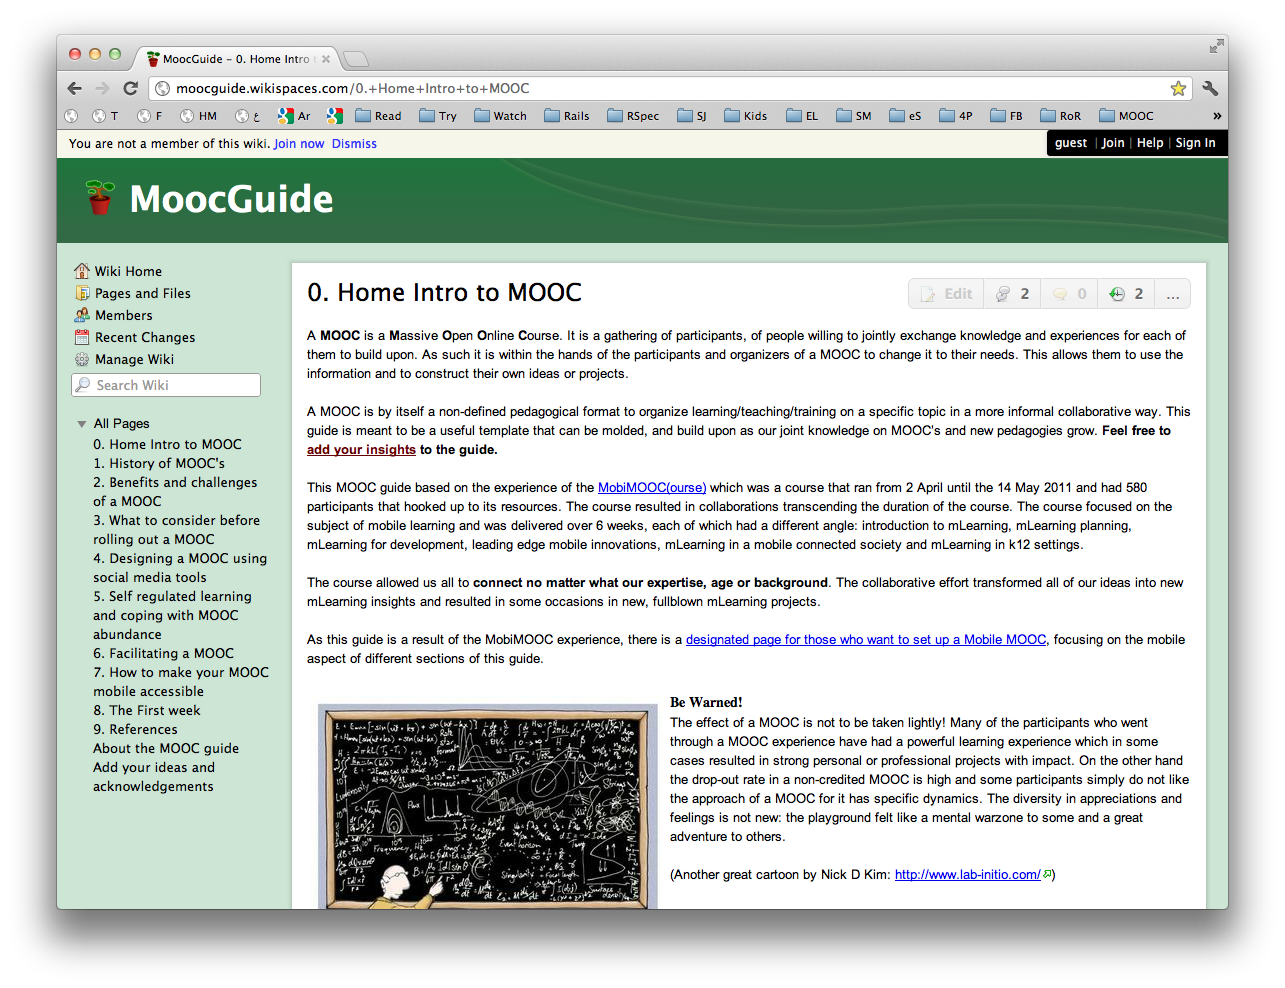 MoocGuide – 0. Home Intro t
moocguide.wikispaces.com/0.+Home+Intro+to+MOOC
T F HM ع Ar Read Try Watch Rails RSpec SJ Kids EL SM eS 4P FB RoR MOOC »
You are not a member of this wiki. Join now Dismiss
guest | Join | Help | Sign In
MoocGuide
Wiki Home
Pages and Files
Members
Recent Changes
Manage Wiki
Search Wiki
All Pages
0. Home Intro to MOOC
1. History of MOOC's
2. Benefits and challenges
of a MOOC
3. What to consider before
rolling out a MOOC
4. Designing a MOOC using
social media tools
5. Self regulated learning
and coping with MOOC
abundance
6. Facilitating a MOOC
7. How to make your MOOC
mobile accessible
8. The First week
9. References
About the MOOC guide
Add your ideas and
acknowledgements
0. Home Intro to MOOC
Edit 2 0 2 ...
A MOOC is a Massive Open Online Course. It is a gathering of participants, of people willing to jointly exchange knowledge and experiences for each of
them to build upon. As such it is within the hands of the participants and organizers of a MOOC to change it to their needs. This allows them to use the
information and to construct their own ideas or projects.
A MOOC is by itself a non-defined pedagogical format to organize learning/teaching/training on a specific topic in a more informal collaborative way. This
guide is meant to be a useful template that can be molded, and build upon as our joint knowledge on MOOC's and new pedagogies grow. Feel free to
add your insights to the guide.
This MOOC guide based on the experience of the MobiMOOC(ourse) which was a course that ran from 2 April until the 14 May 2011 and had 580
participants that hooked up to its resources. The course resulted in collaborations transcending the duration of the course. The course focused on the
subject of mobile learning and was delivered over 6 weeks, each of which had a different angle: introduction to mLearning, mLearning planning,
mLearning for development, leading edge mobile innovations, mLearning in a mobile connected society and mLearning in k12 settings.
The course allowed us all to connect no matter what our expertise, age or background. The collaborative effort transformed all of our ideas into new
mLearning insights and resulted in some occasions in new, fullblown mLearning projects.
As this guide is a result of the MobiMOOC experience, there is a designated page for those who want to set up a Mobile MOOC, focusing on the mobile
aspect of different sections of this guide.
Be Warned!
The effect of a MOOC is not to be taken lightly! Many of the participants who went
through a MOOC experience have had a powerful learning experience which in some
cases resulted in strong personal or professional projects with impact. On the other hand
the drop-out rate in a non-credited MOOC is high and some participants simply do not like
the approach of a MOOC for it has specific dynamics. The diversity in appreciations and
feelings is not new: the playground felt like a mental warzone to some and a great
adventure to others.
(Another great cartoon by Nick D Kim: http://www.lab-initio.com/)
Luminosity
Flux
Frequency, Hz
Event horizon
Singularity